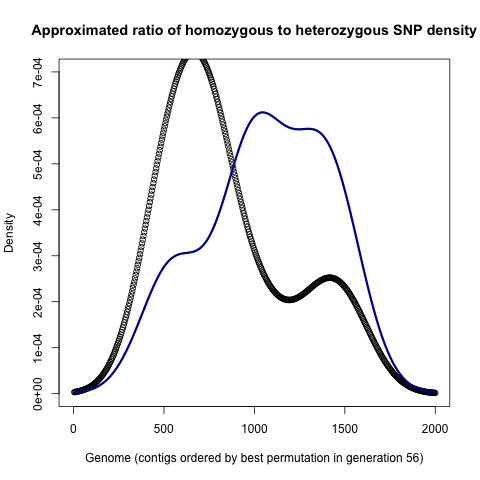 Approximated ratio of homozygous to heterozygous SNP density
Density
7e-04
6e-04
5e-04
4e-04
3e-04
2e-04
1e-04
0e+00
0
500
1000
1500
2000
Genome (contigs ordered by best permutation in generation 56)